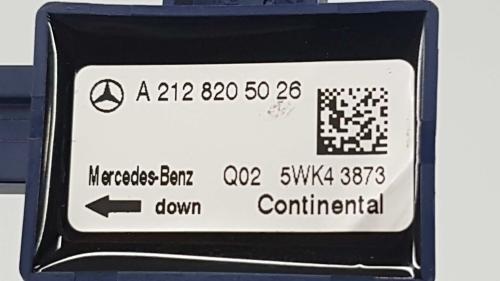 A 212 820 50 26
Mercedes-Benz Q02 5WK4 3873
down Continental